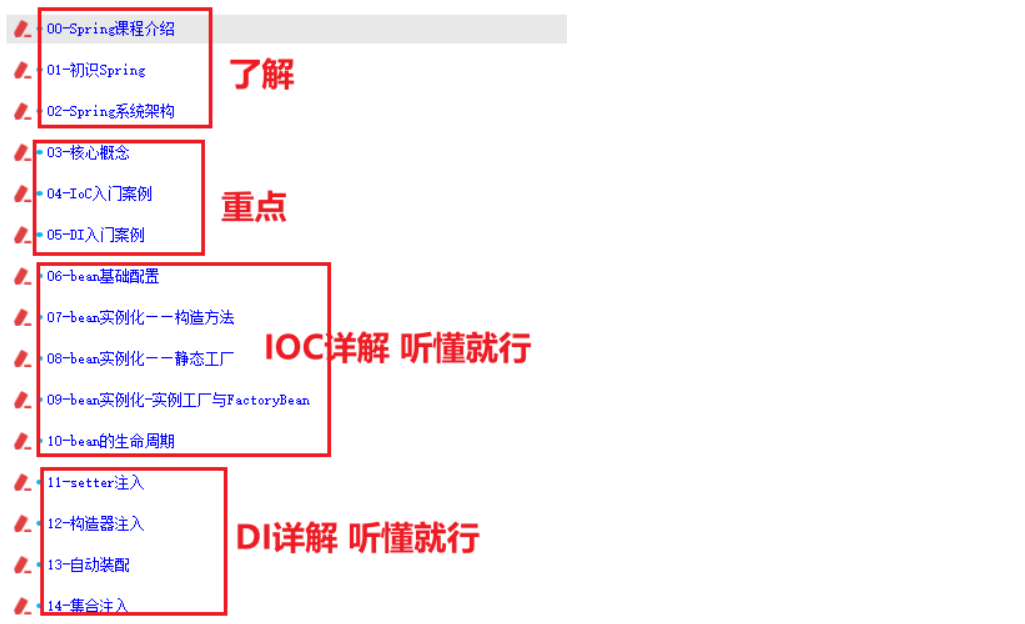 00-Spring课程介绍
01-初识Spring
02-Spring系统架构
了解
03-核心概念
04-IoC入门案例
05-DI入门案例
重点
06-bean基础配置
07-bean实例化——构造方法
08-bean实例化——静态工厂
09-bean实例化-实例工厂与FactoryBean
10-bean的生命周期
IOC详解 听懂就行
11-setter注入
12-构造器注入
13-自动装配
14-集合注入
DI详解 听懂就行